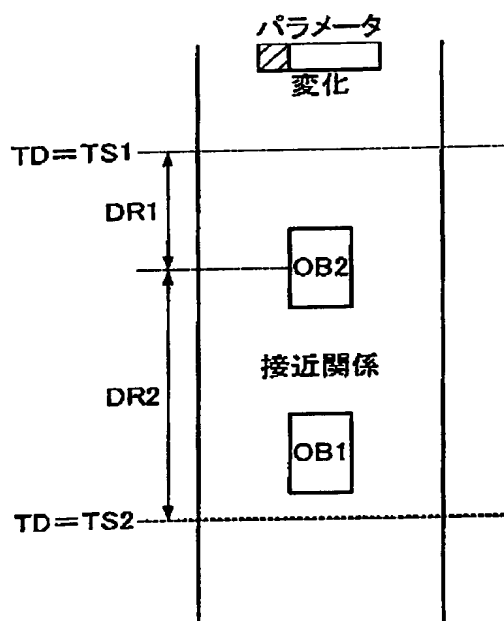 パラメータ
変化
TD=TS1
DR1
OB2
接近関係
DR2
OB1
TD=TS2